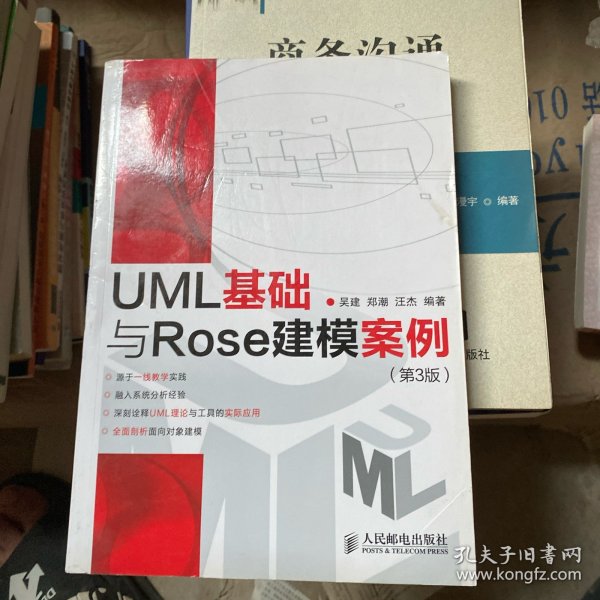 商务沟通
编著
版社
010
UML基础
吴建 郑潮 汪杰 编著
与Rose建模案例
(第3版)
源于一线教学实践
融入系统分析经验
深刻诠释UML理论与工具的实际应用
全面剖析面向对象建模
UML
人民邮电出版社
POSTS & TELECOM PRESS
孔夫子旧书网
www.kongfz.com